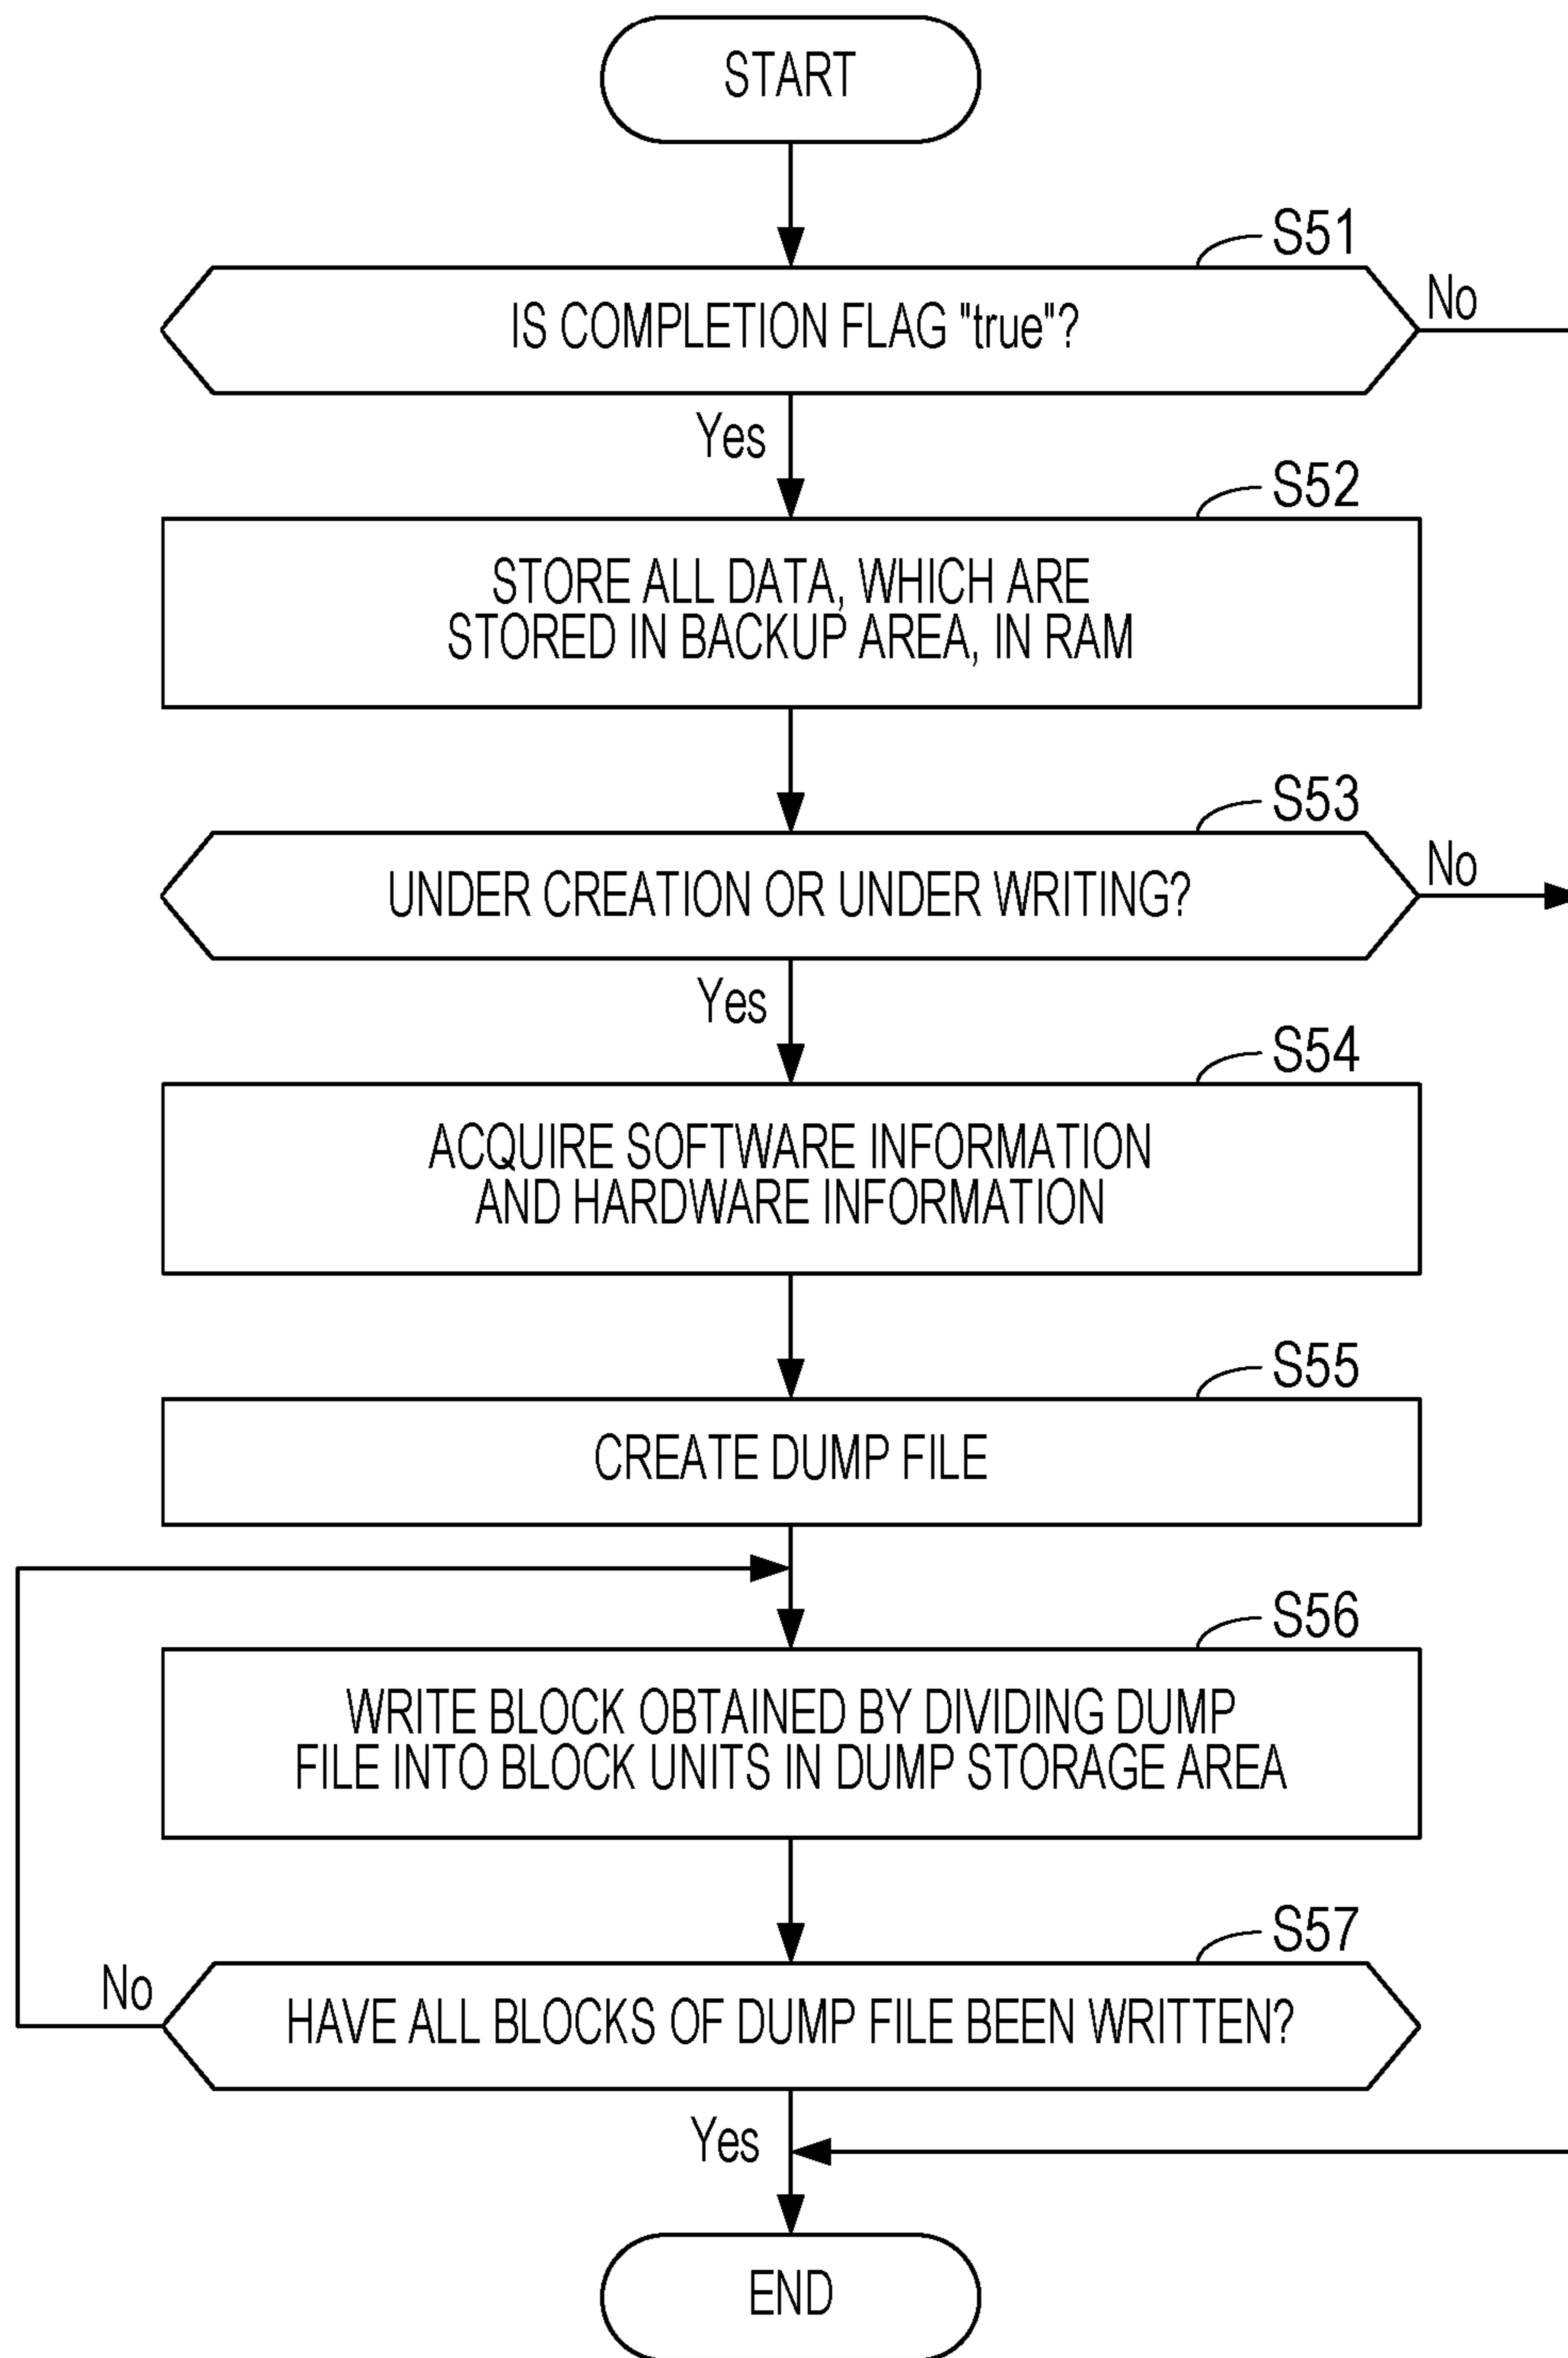 START
S51
IS COMPLETION FLAG "true"?
No
Yes
S52
STORE ALL DATA, WHICH ARE
STORED IN BACKUP AREA, IN RAM
S53
UNDER CREATION OR UNDER WRITING?
No
Yes
S54
ACQUIRE SOFTWARE INFORMATION
AND HARDWARE INFORMATION
S55
CREATE DUMP FILE
S56
WRITE BLOCK OBTAINED BY DIVIDING DUMP
FILE INTO BLOCK UNITS IN DUMP STORAGE AREA
S57
No
HAVE ALL BLOCKS OF DUMP FILE BEEN WRITTEN?
Yes
END